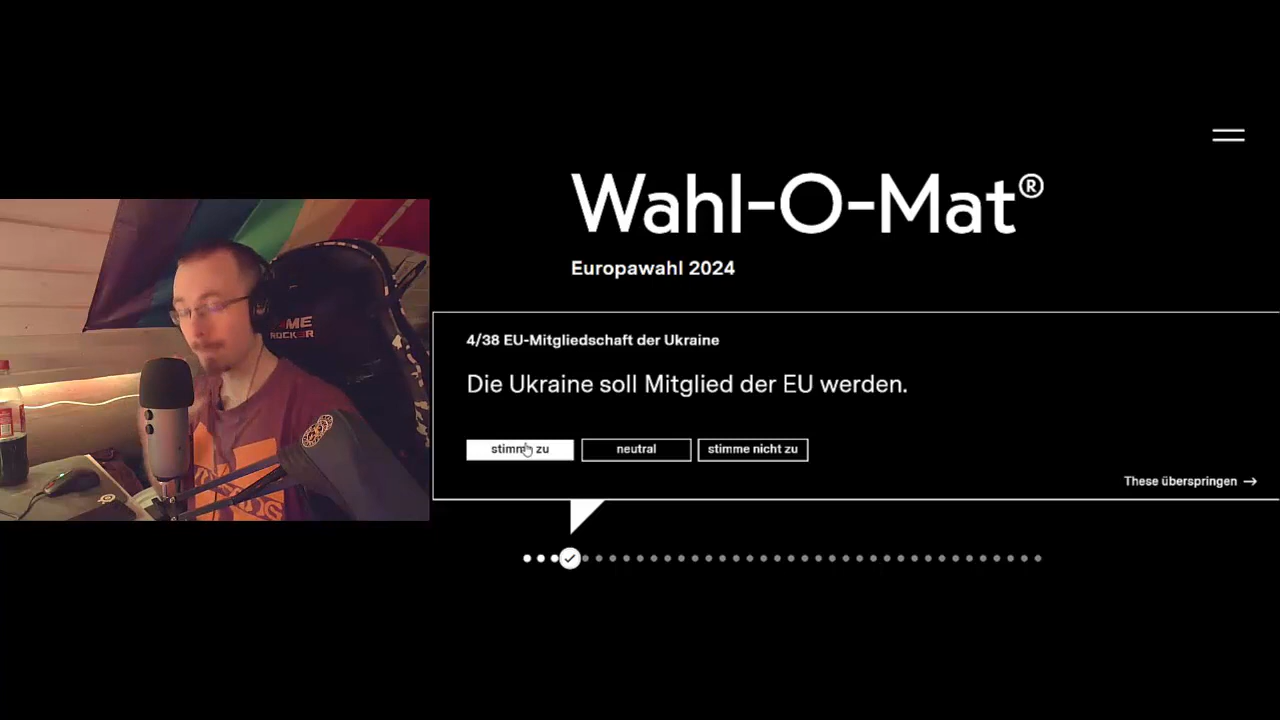 Wahl-O-Mat®
Europawahl 2024
4/38 EU-Mitgliedschaft der Ukraine
Die Ukraine soll Mitglied der EU werden.
stimme zu
neutral
stimme nicht zu
These überspringen →
ROCKER